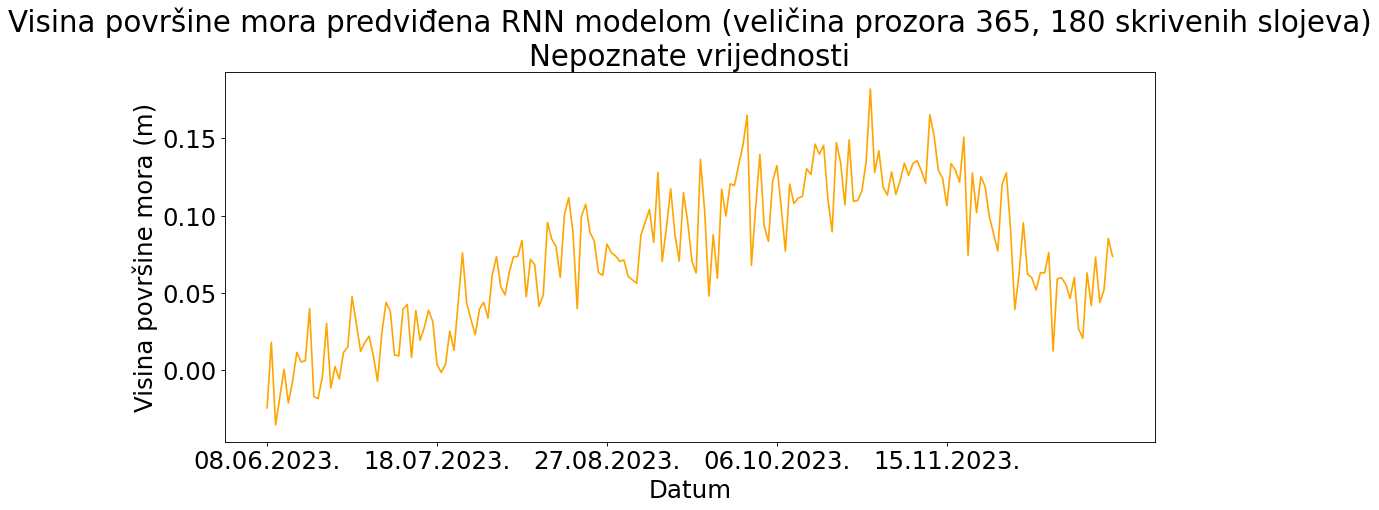 Visina površine mora predviđena RNN modelom (veličina prozora 365, 180 skrivenih slojeva)
Nepoznate vrijednosti
Visina površine mora (m)
0.15
0.10
0.05
0.00
08.06.2023. 18.07.2023. 27.08.2023. 06.10.2023. 15.11.2023.
Datum